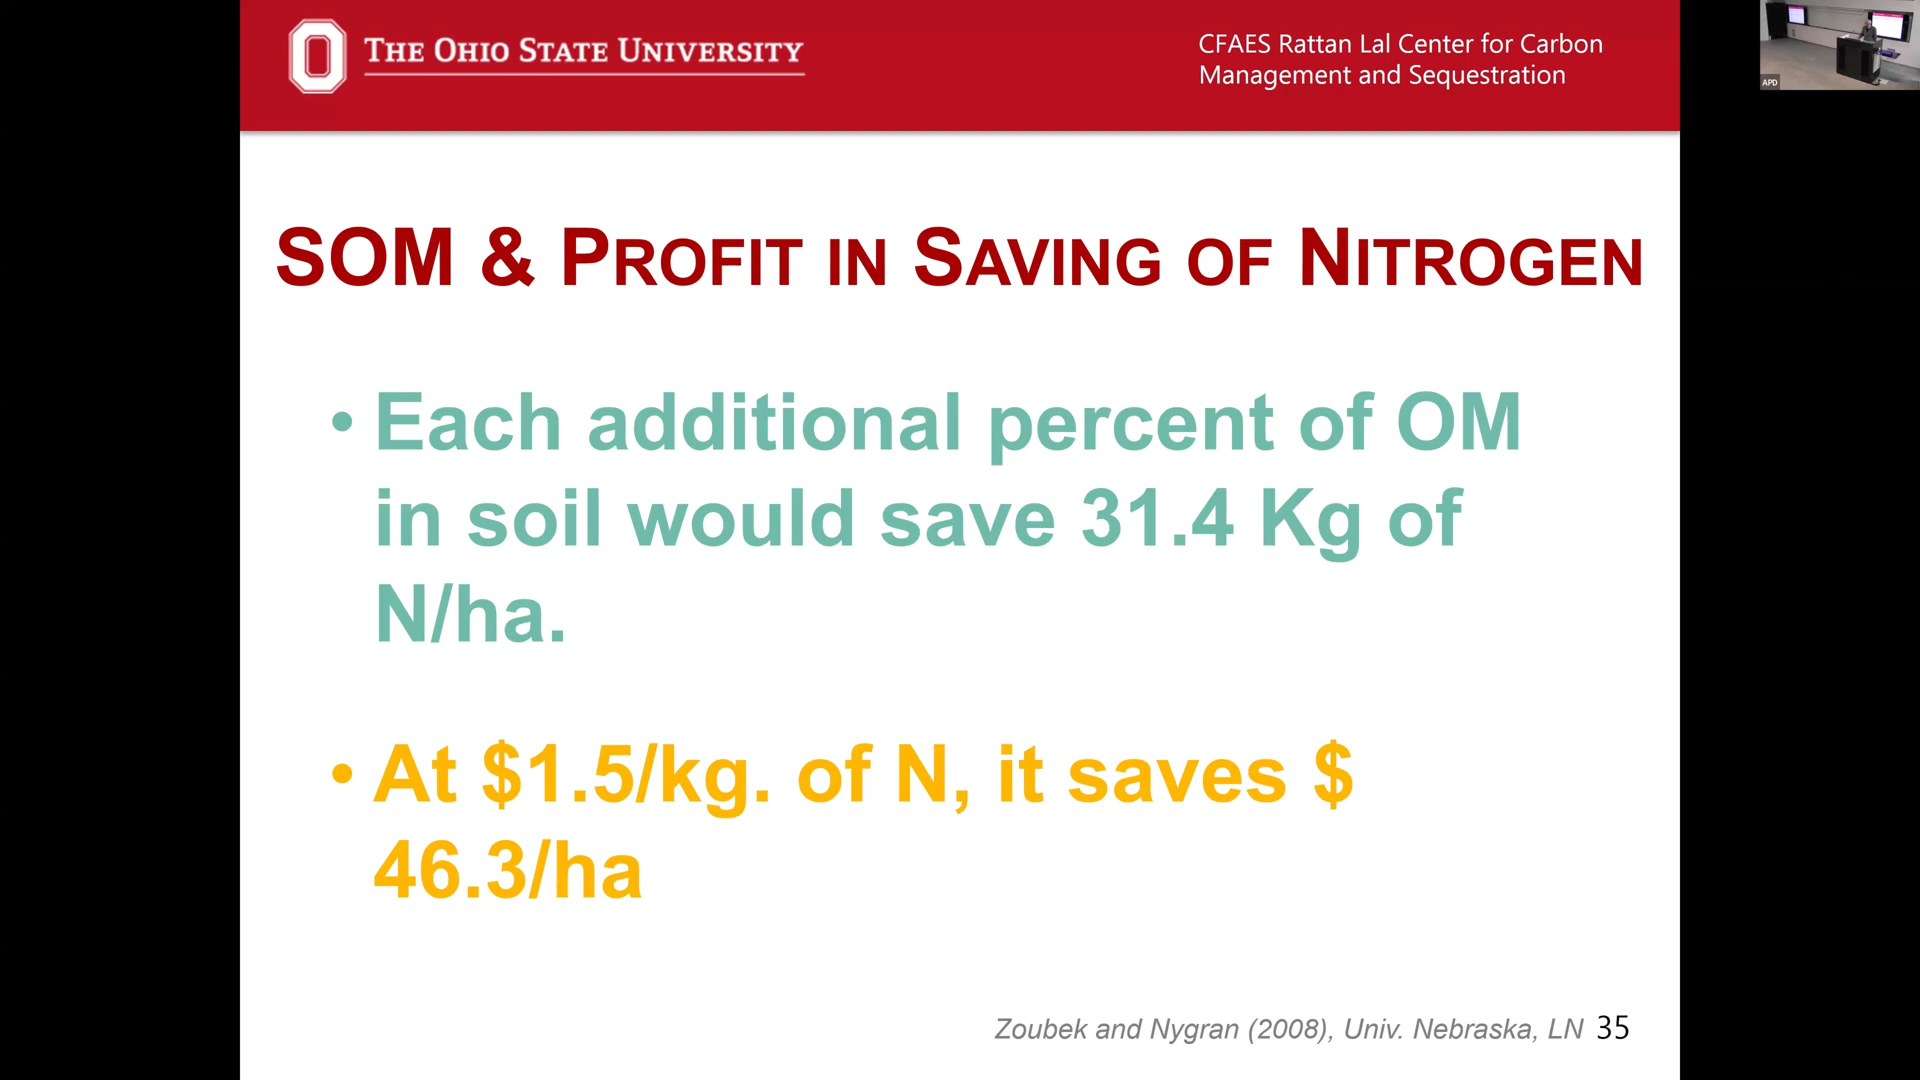 THE OHIO STATE UNIVERSITY
CFAES Rattan Lal Center for Carbon
Management and Sequestration
APD
SOM & PROFIT IN SAVING OF NITROGEN
• Each additional percent of OM
in soil would save 31.4 Kg of
N/ha.
• At $1.5/kg. of N, it saves $
46.3/ha
Zoubek and Nygran (2008), Univ. Nebraska, LN 35